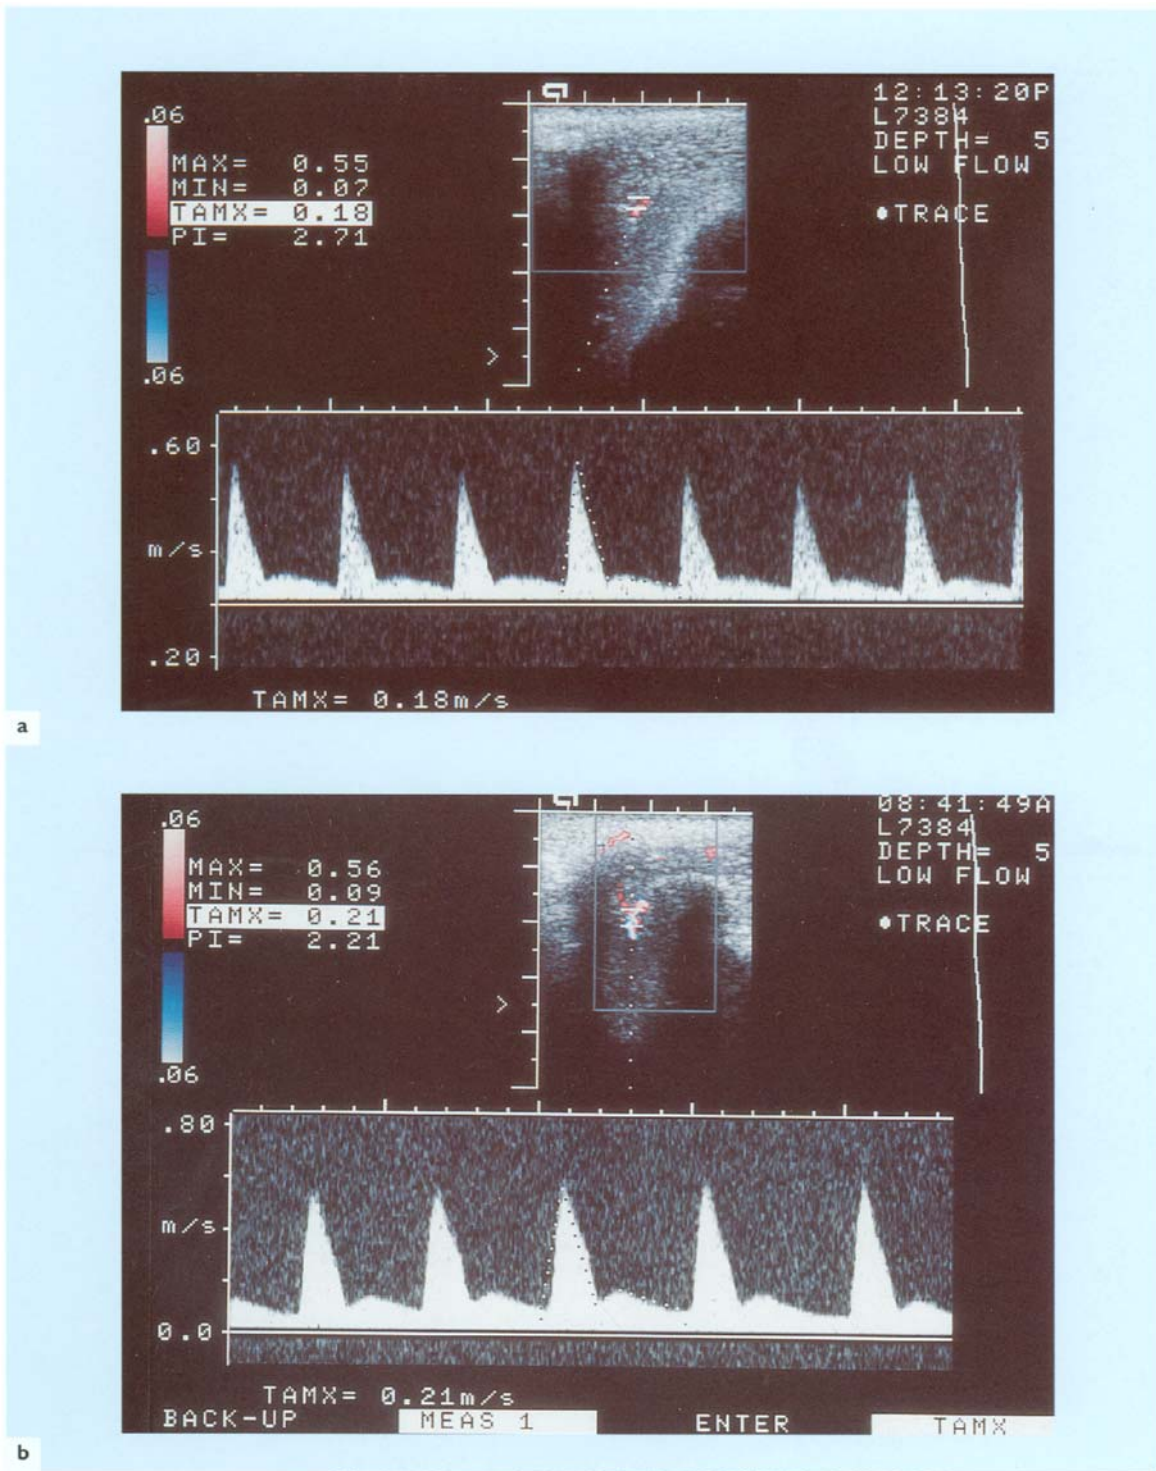 .06
MAX= 0.55
MIN= 0.07
TAMX= 0.18
PI= 2.71
.06
12:13:20P
L7384
DEPTH= 5
LOW FLOW
•TRACE
.60
m/s
.20
TAMX= 0.18m/s
a
.06
MAX= 0.56
MIN= 0.09
TAMX= 0.21
PI= 2.21
.06
08:41:49A
L7384
DEPTH= 5
LOW FLOW
•TRACE
.80
m/s
0.0
TAMX= 0.21m/s
BACK-UP MEAS 1 ENTER TAMX
b